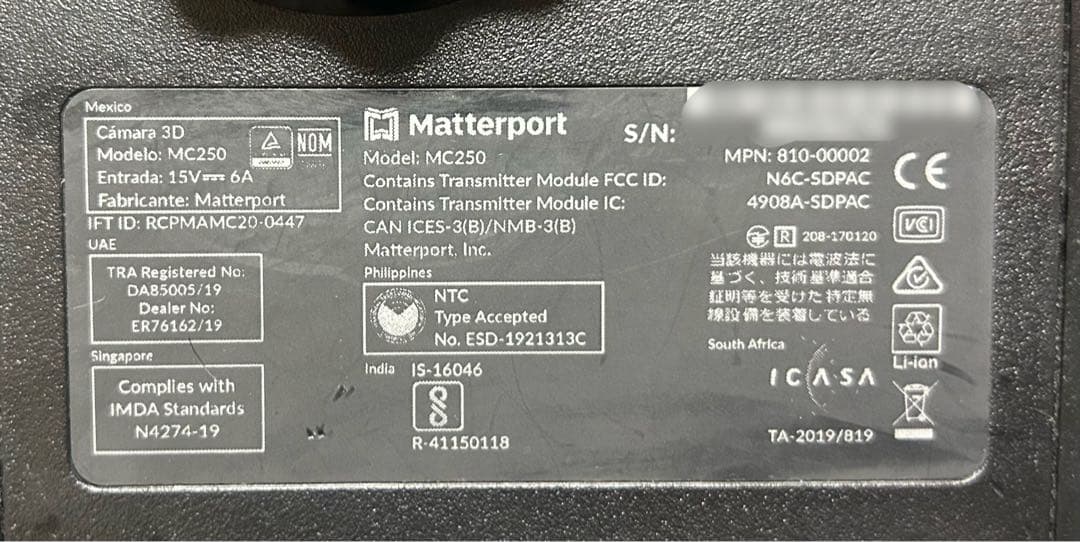 Mexico
Cámara 3D
Modelo: MC250
Entrada: 15V 6A
Fabricante: Matterport
NOM
IFT ID: RCPMAMC20-0447
UAE
TRA Registered No:
DA85005/19
Dealer No:
ER76162/19
Singapore
Complies with
IMDA Standards
N4274-19
Matterport
Model: MC250
Contains Transmitter Module FCC ID:
Contains Transmitter Module IC:
CAN ICES-3(B)/NMB-3(B)
Matterport, Inc.
Philippines
NTC
Type Accepted
No. ESD-1921313C
India IS-16046
R-41150118
S/N:
MPN: 810-00002
N6C-SDPAC
4908A-SDPAC
R 208-170120
当該機器には電波法に
基づく、技術基準適合
証明等を受けた特定無
線設備を装着している
South Africa
ICASA
TA-2019/819
CE
VCI
Li-ion